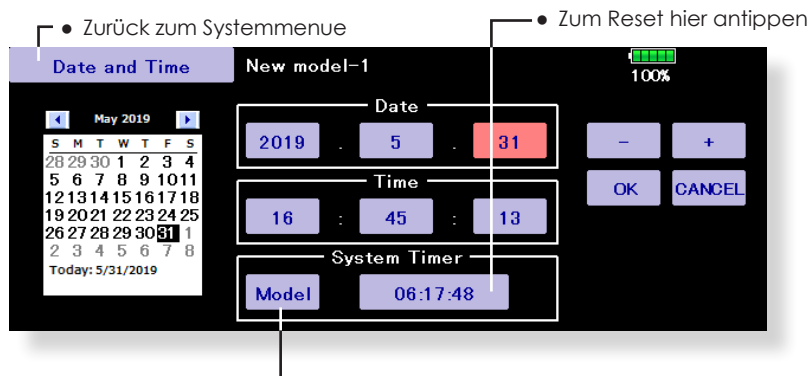 ● Zurück zum Systemmenue
● Zum Reset hier antippen
Date and Time
New model-1
100%
May 2019
S M T W T F S
28 29 30 1 2 3 4
5 6 7 8 9 10 11
12 13 14 15 16 17 18
19 20 21 22 23 24 25
26 27 28 29 30 31 1
2 3 4 5 6 7 8
Today: 5/31/2019
Date
2019 . 5 . 31
Time
16 : 45 : 13
System Timer
Model 06:17:48
- +
OK CANCEL